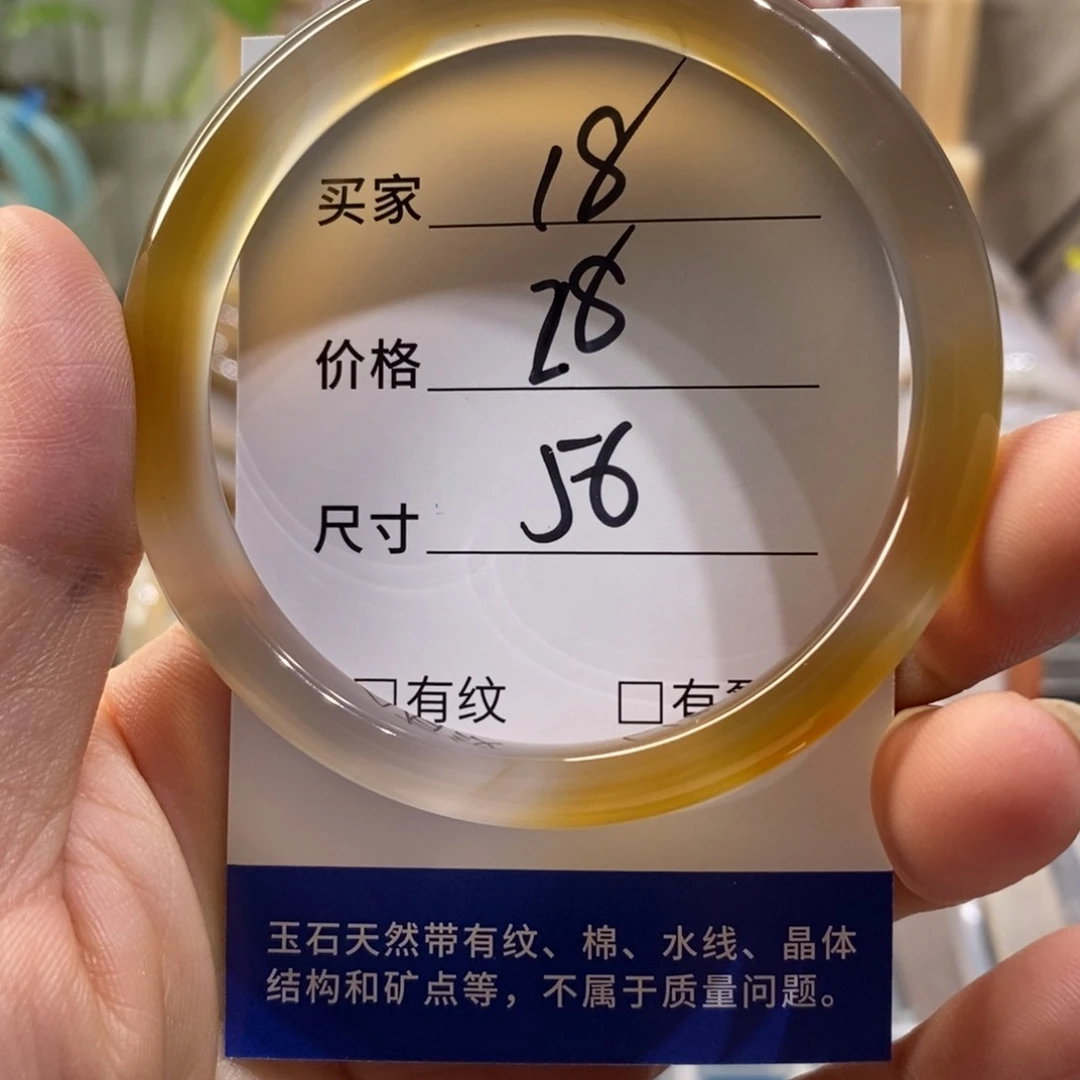 买家 18
价格 28
尺寸 56
□有纹 □有
玉石天然带有纹、棉、水线、晶体
结构和矿点等，不属于质量问题。